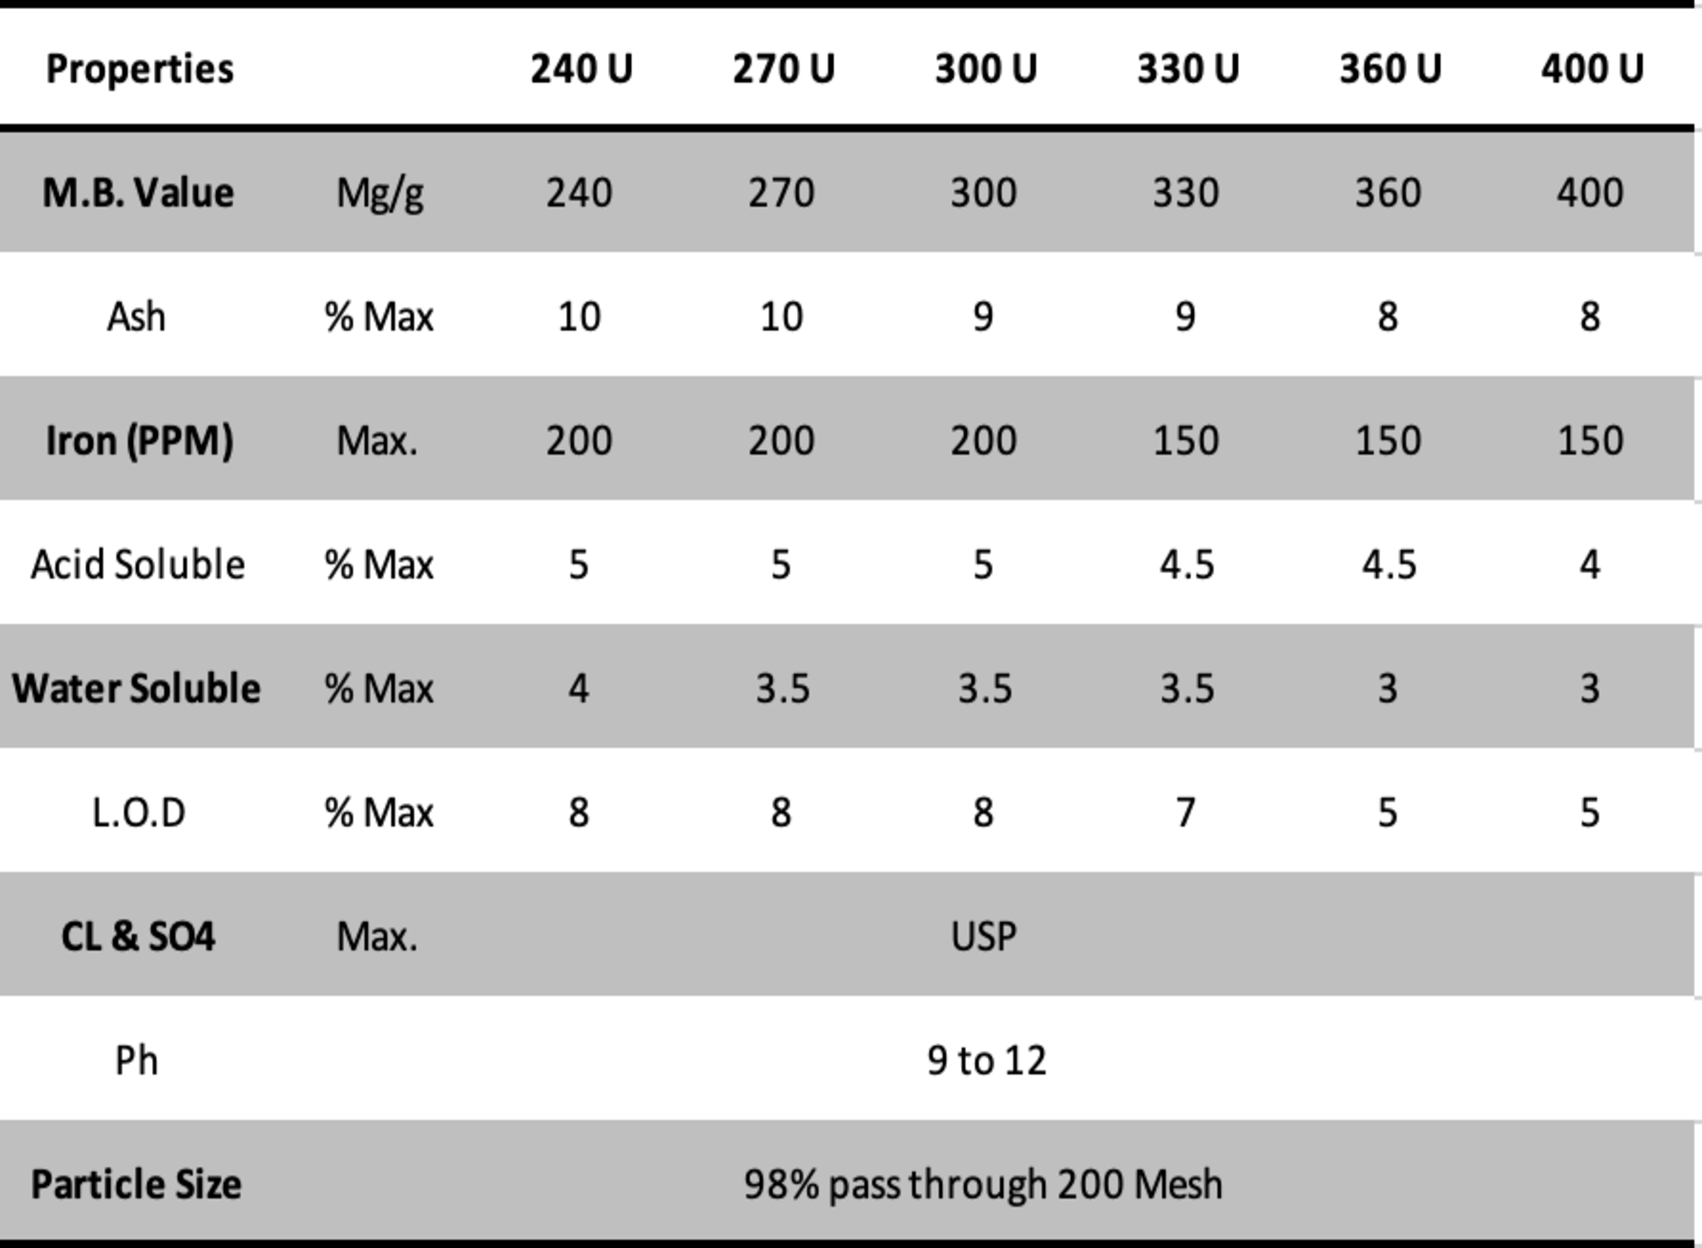 Properties 240 U 270 U 300 U 330 U 360 U 400 U
M.B. Value Mg/g 240 270 300 330 360 400
Ash % Max 10 10 9 9 8 8
Iron (PPM) Max. 200 200 200 150 150 150
Acid Soluble % Max 5 5 5 4.5 4.5 4
Water Soluble % Max 4 3.5 3.5 3.5 3 3
L.O.D % Max 8 8 8 7 5 5
CL & SO4 Max. USP
Ph 9 to 12
Particle Size 98% pass through 200 Mesh